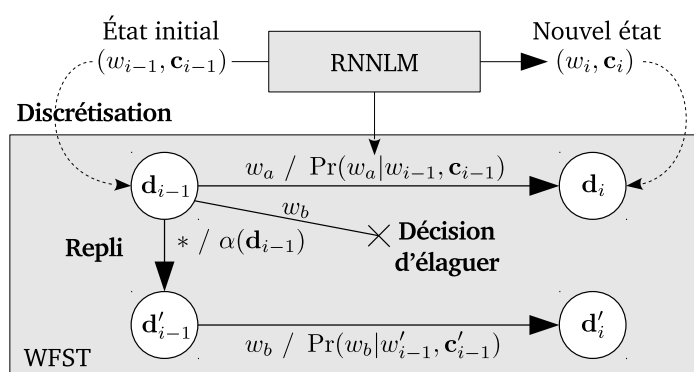 État initial
Nouvel état
(w_{i−1}, c_{i−1})
RNNLM
(w_i, c_i)
Discrétisation
w_a / Pr(w_a|w_{i−1}, c_{i−1})
d_{i−1}
d_i
w_b
Repli
* / α(d_{i−1})
Décision
d'élaguer
d'_{i−1}
d'_i
w_b / Pr(w_b|w'_{i−1}, c'_{i−1})
WFST